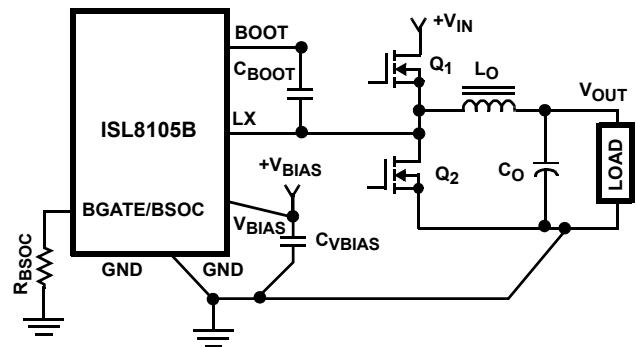 +VIN
BOOT
Q1
LO
CBOOT
VOUT
LX
ISL8105B
+VBIAS
Q2
CO
LOAD
BGATE/BSOC
VBIAS
CVBIAS
RBSOC
GND
GND